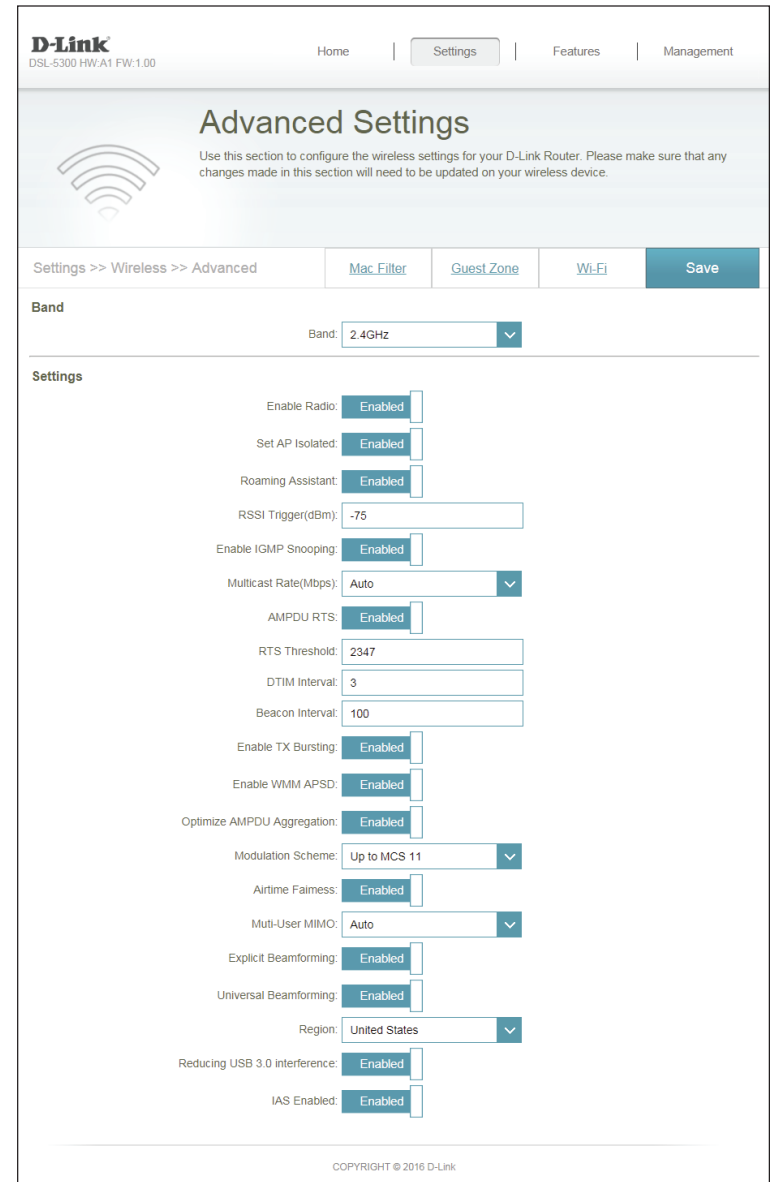 D-Link
DSL-5300 HW:A1 FW:1.00
Home
Settings
Features
Management
Advanced Settings
Use this section to configure the wireless settings for your D-Link Router. Please make sure that any
changes made in this section will need to be updated on your wireless device.
Settings >> Wireless >> Advanced
Mac Filter
Guest Zone
Wi-Fi
Save
Band
Band: 2.4GHz
Settings
Enable Radio: Enabled
Set AP Isolated: Enabled
Roaming Assistant: Enabled
RSSI Trigger(dBm): -75
Enable IGMP Snooping: Enabled
Multicast Rate(Mbps): Auto
AMPDU RTS: Enabled
RTS Threshold: 2347
DTIM Interval: 3
Beacon Interval: 100
Enable TX Bursting: Enabled
Enable WMM APSD: Enabled
Optimize AMPDU Aggregation: Enabled
Modulation Scheme: Up to MCS 11
Airtime Faimess: Enabled
Muti-User MIMO: Auto
Explicit Beamforming: Enabled
Universal Beamforming: Enabled
Region: United States
Reducing USB 3.0 interference: Enabled
IAS Enabled: Enabled
COPYRIGHT © 2016 D-Link